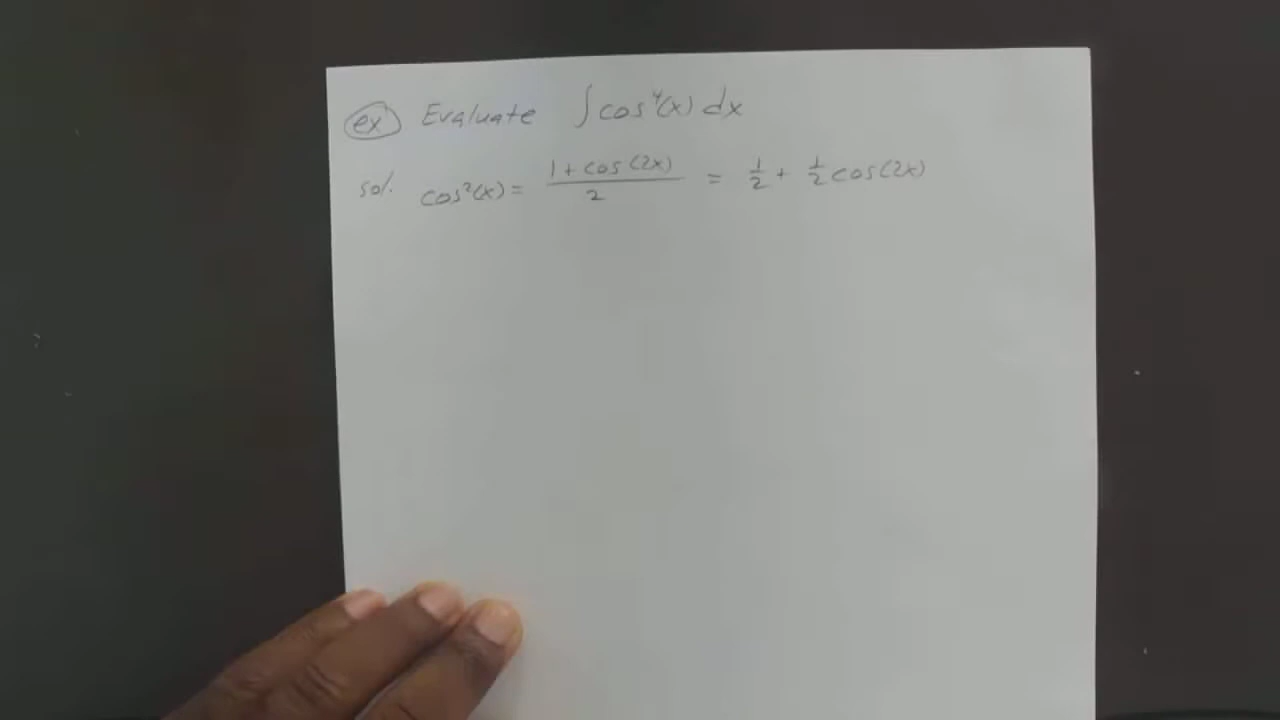 ex Evaluate ∫cos⁴(x) dx
sol. cos²(x) = (1 + cos(2x))/2 = 1/2 + 1/2 cos(2x)